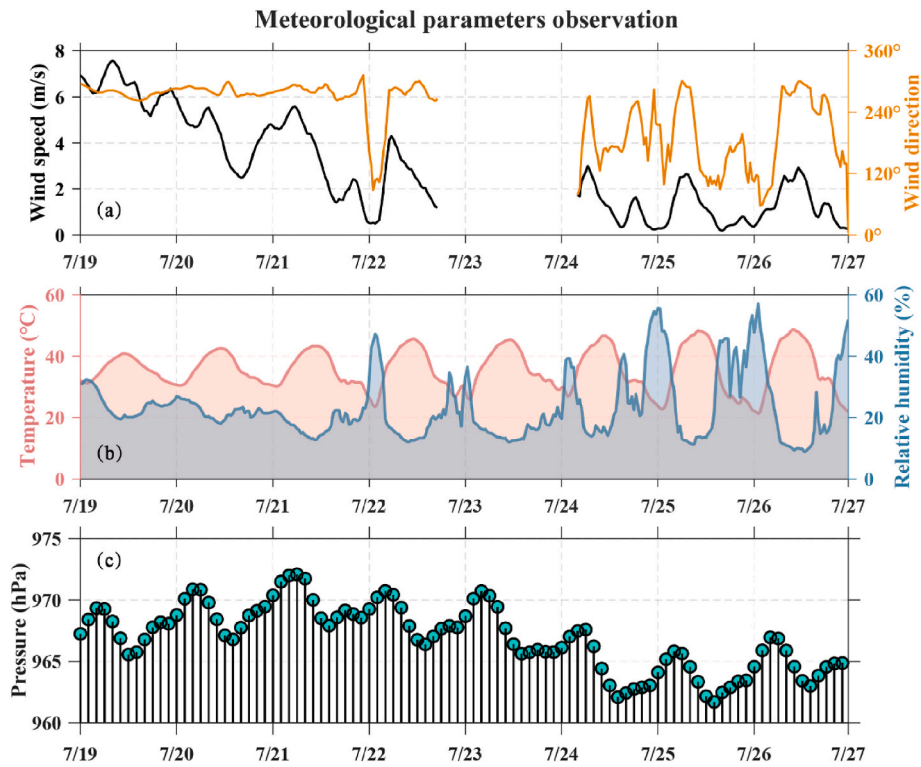 Meteorological parameters observation
8
6
4
2
0
Wind speed (m/s)
(a)
360°
240°
120°
0°
Wind direction
7/19 7/20 7/21 7/22 7/23 7/24 7/25 7/26 7/27
60
40
20
0
Temperature (°C)
(b)
60
40
20
0
Relative humidity (%)
7/19 7/20 7/21 7/22 7/23 7/24 7/25 7/26 7/27
975
970
965
960
Pressure (hPa)
(c)
7/19 7/20 7/21 7/22 7/23 7/24 7/25 7/26 7/27